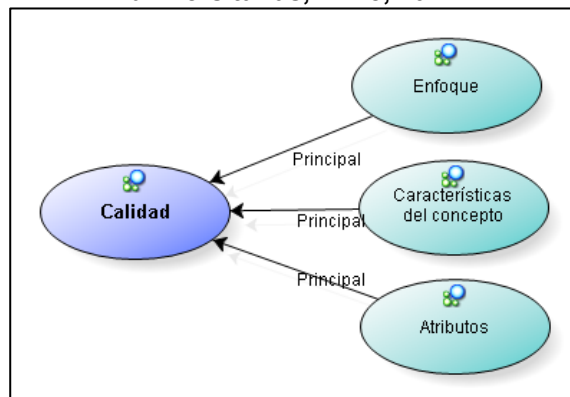 Enfoque
Principal
Calidad
Características
del concepto
Principal
Principal
Atributos